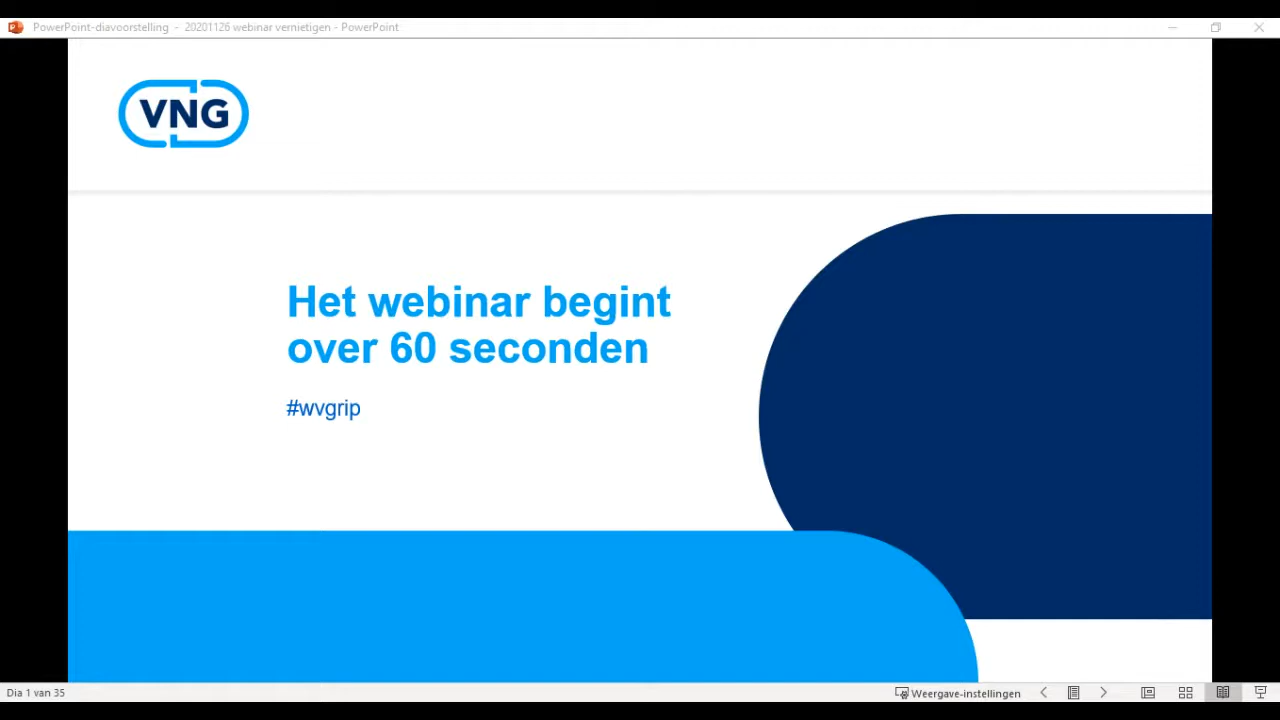 PowerPoint-diavoorstelling - 20201126 webinar vernietigen - PowerPoint
VNG
Het webinar begint
over 60 seconden
#wvgrip
Dia 1 van 35
Weergave-instellingen